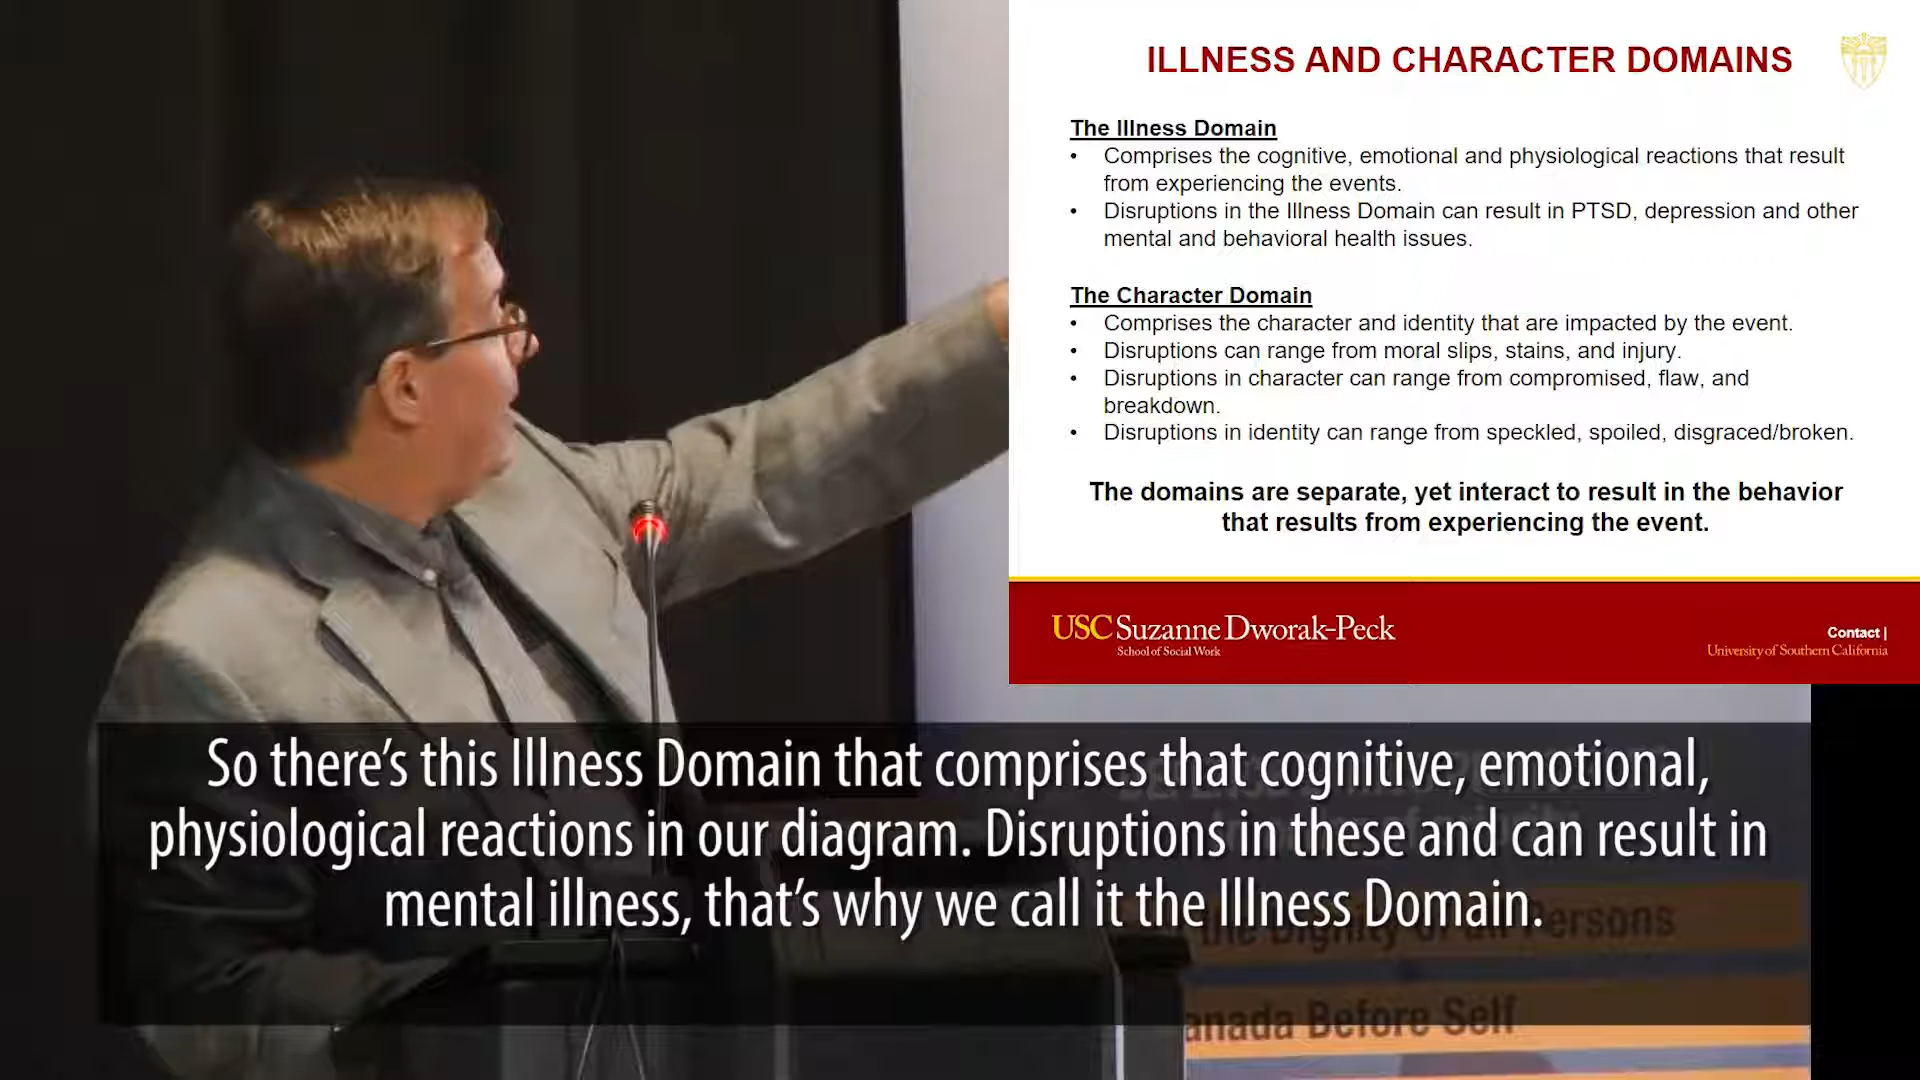 ILLNESS AND CHARACTER DOMAINS
The Illness Domain
• Comprises the cognitive, emotional and physiological reactions that result
from experiencing the events.
• Disruptions in the Illness Domain can result in PTSD, depression and other
mental and behavioral health issues.
The Character Domain
• Comprises the character and identity that are impacted by the event.
• Disruptions can range from moral slips, stains, and injury.
• Disruptions in character can range from compromised, flaw, and
breakdown.
• Disruptions in identity can range from speckled, spoiled, disgraced/broken.
The domains are separate, yet interact to result in the behavior
that results from experiencing the event.
USC Suzanne Dworak-Peck
School of Social Work
Contact |
University of Southern California
So there's this Illness Domain that comprises that cognitive, emotional,
physiological reactions in our diagram. Disruptions in these and can result in
mental illness, that's why we call it the Illness Domain.
the Dignity of all Persons
anada Before Self